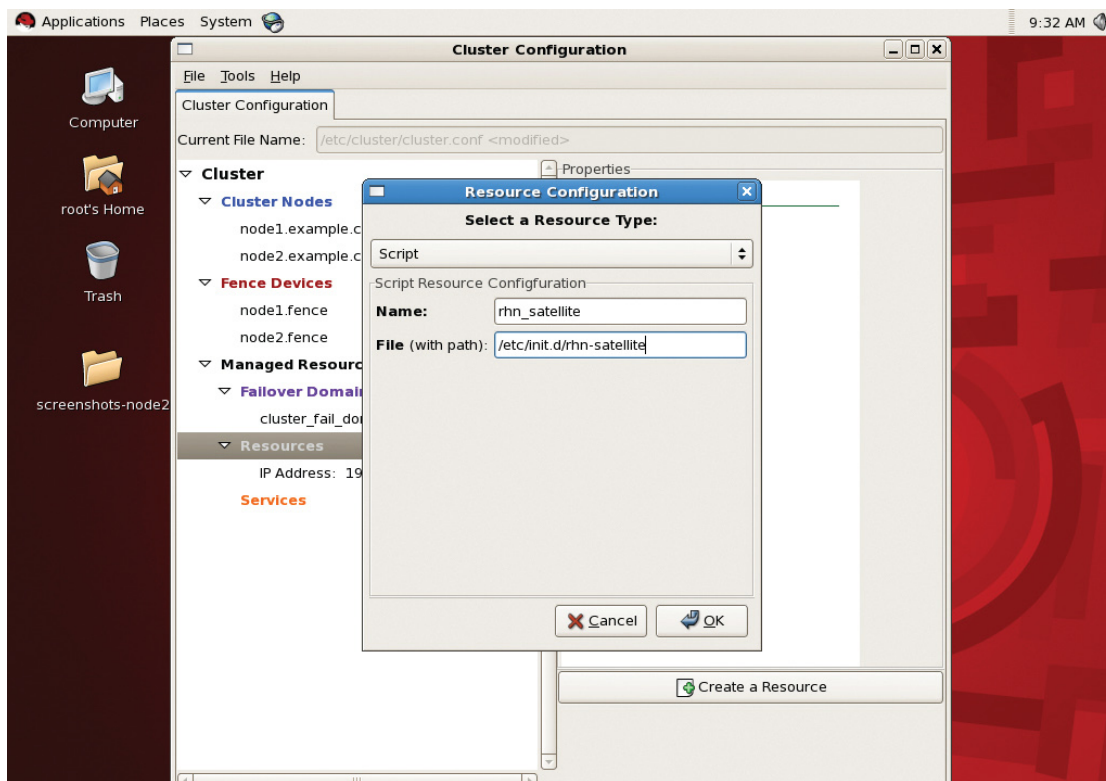 Applications Places System
9:32 AM
Computer
root's Home
Trash
screenshots-node2
Cluster Configuration
File Tools Help
Cluster Configuration
Current File Name: /etc/cluster/cluster.conf <modified>
Cluster
Cluster Nodes
node1.example.c
node2.example.c
Fence Devices
node1.fence
node2.fence
Managed Resourc
Failover Domai
cluster_fail_do
Resources
IP Address: 19
Services
Properties
Create a Resource
Resource Configuration
Select a Resource Type:
Script
Script Resource Configfuration
Name: rhn_satellite
File (with path): /etc/init.d/rhn-satellite
Cancel OK